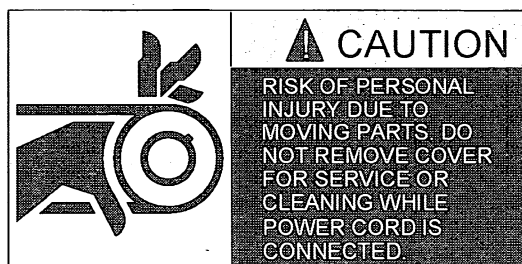 CAUTION
RISK OF PERSONAL
INJURY DUE TO
MOVING PARTS DO
NOT REMOVE COVER
FOR SERVICE OR
CLEANING WHILE
POWER CORD IS
CONNECTED.